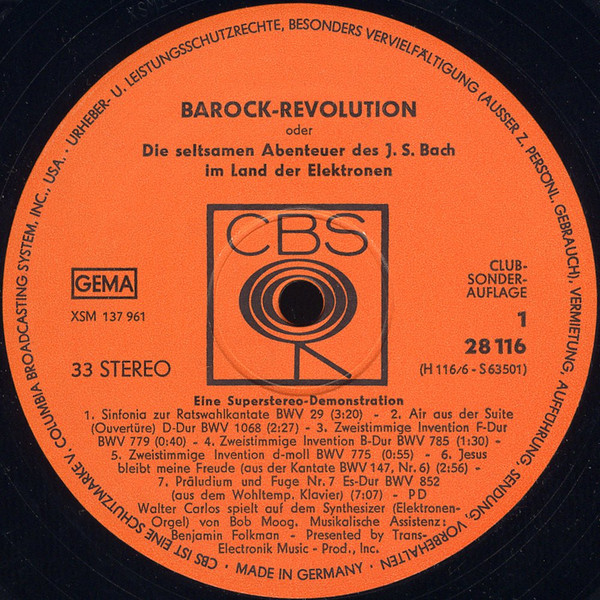 URHEBER- U. LEISTUNGSSCHUTZRECHTE, BESONDERS VERVIELFÄLTIGUNG (AUSSER Z. PERSÖNL. GEBRAUCH), VERMIETUNG, AUFFÜHRUNG, SENDUNG, VORBEHALTEN
BAROCK-REVOLUTION
oder
Die seltsamen Abenteuer des J. S. Bach
im Land der Elektronen
CBS
GEMA
XSM 137 961
33 STEREO
CLUB-
SONDER-
AUFLAGE
1
28 116
(H 116/6 - S 63501)
Eine Superstereo-Demonstration
1. Sinfonia zur Ratswahlkantate BWV 29 (3:20) - 2. Air aus der Suite
(Ouvertüre) D-Dur BWV 1068 (2:27) - 3. Zweistimmige Invention F-Dur
BWV 779 (0:40) - 4. Zweistimmige Invention B-Dur BWV 785 (1:30) -
5. Zweistimmige Invention d-moll BWV 775 (0:55) - 6. Jesus
bleibt meine Freude (aus der Kantate BWV 147, Nr. 6) (2:56) -
7. Präludium und Fuge Nr. 7 Es-Dur BWV 852
(aus dem Wohltemp. Klavier) (7:07) - PD
Walter Carlos spielt auf dem Synthesizer (Elektronen-
Orgel) von Bob Moog. Musikalische Assistenz:
Benjamin Folkman - Presented by Trans-
Electronik Music - Prod., Inc.
CBS IST EINE SCHUTZMARKE V. COLUMBIA BROADCASTING SYSTEM, INC., USA.
• MADE IN GERMANY •